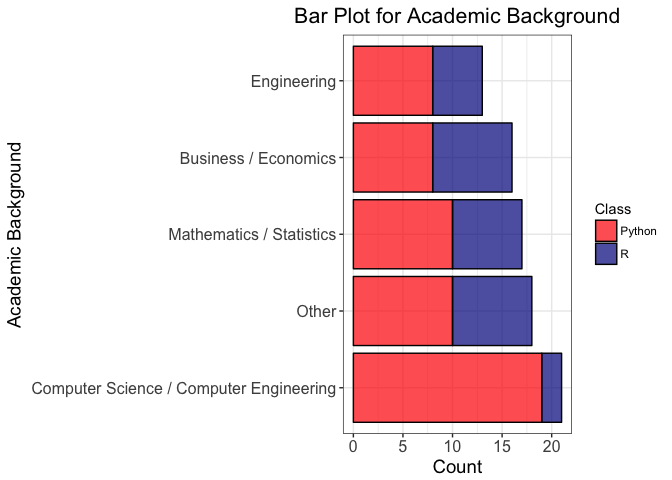 Bar Plot for Academic Background
Academic Background
Engineering
Business / Economics
Mathematics / Statistics
Other
Computer Science / Computer Engineering
0 5 10 15 20
Count
Class
Python
R